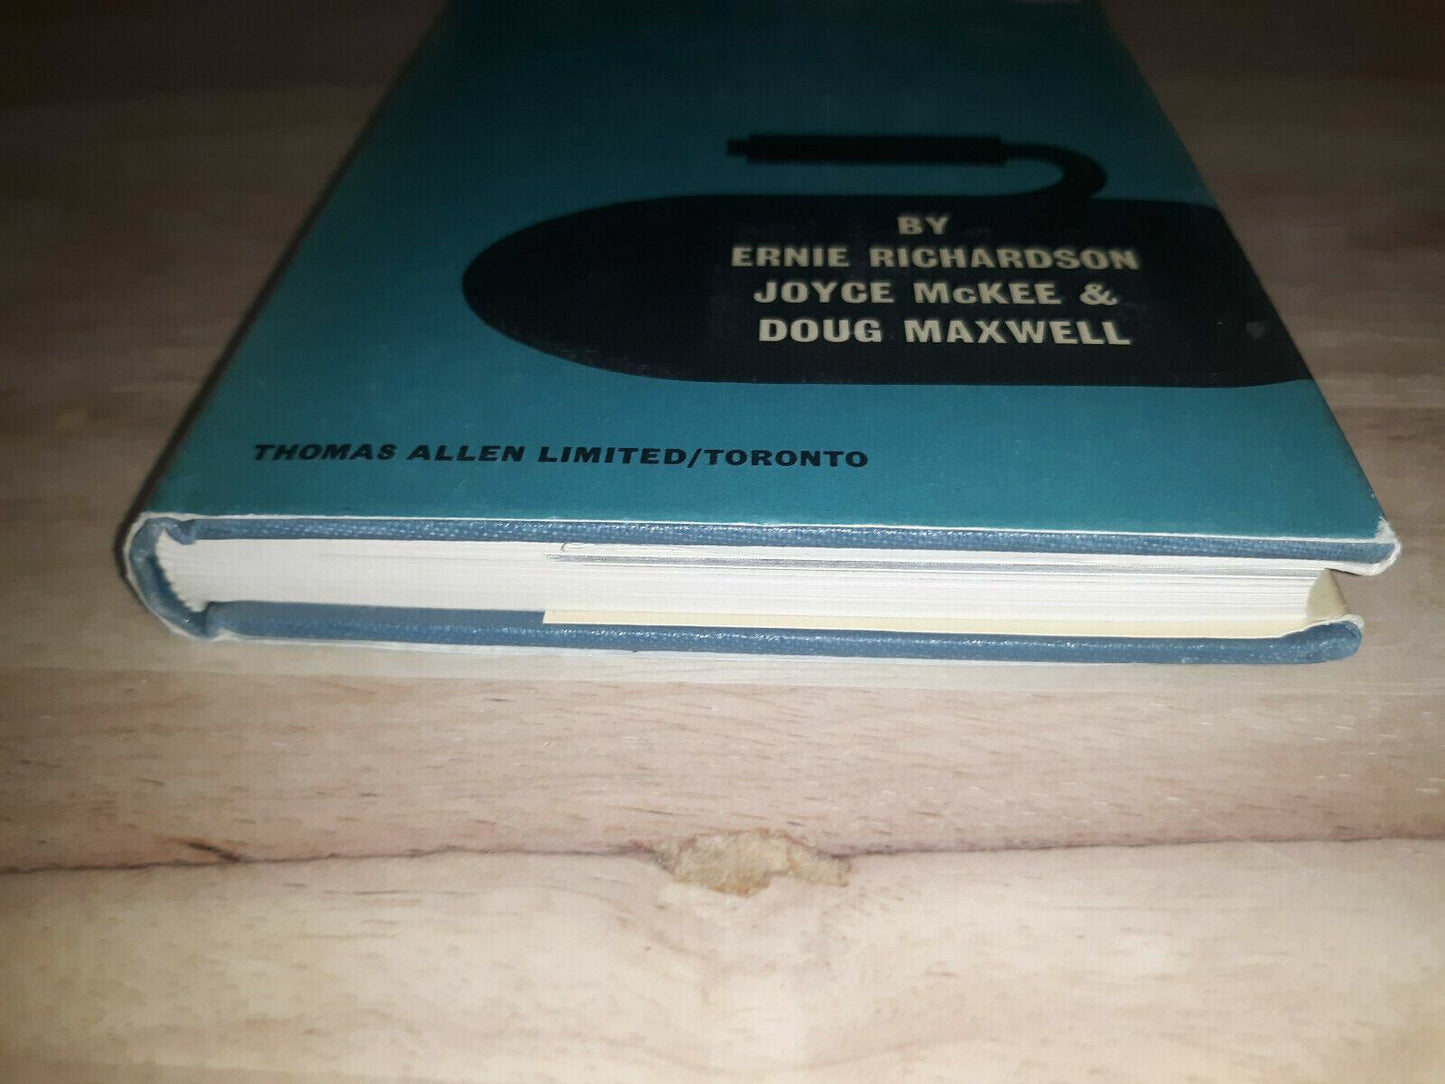 BY
ERNIE RICHARDSON
JOYCE McKEE &
DOUG MAXWELL
THOMAS ALLEN LIMITED/TORONTO